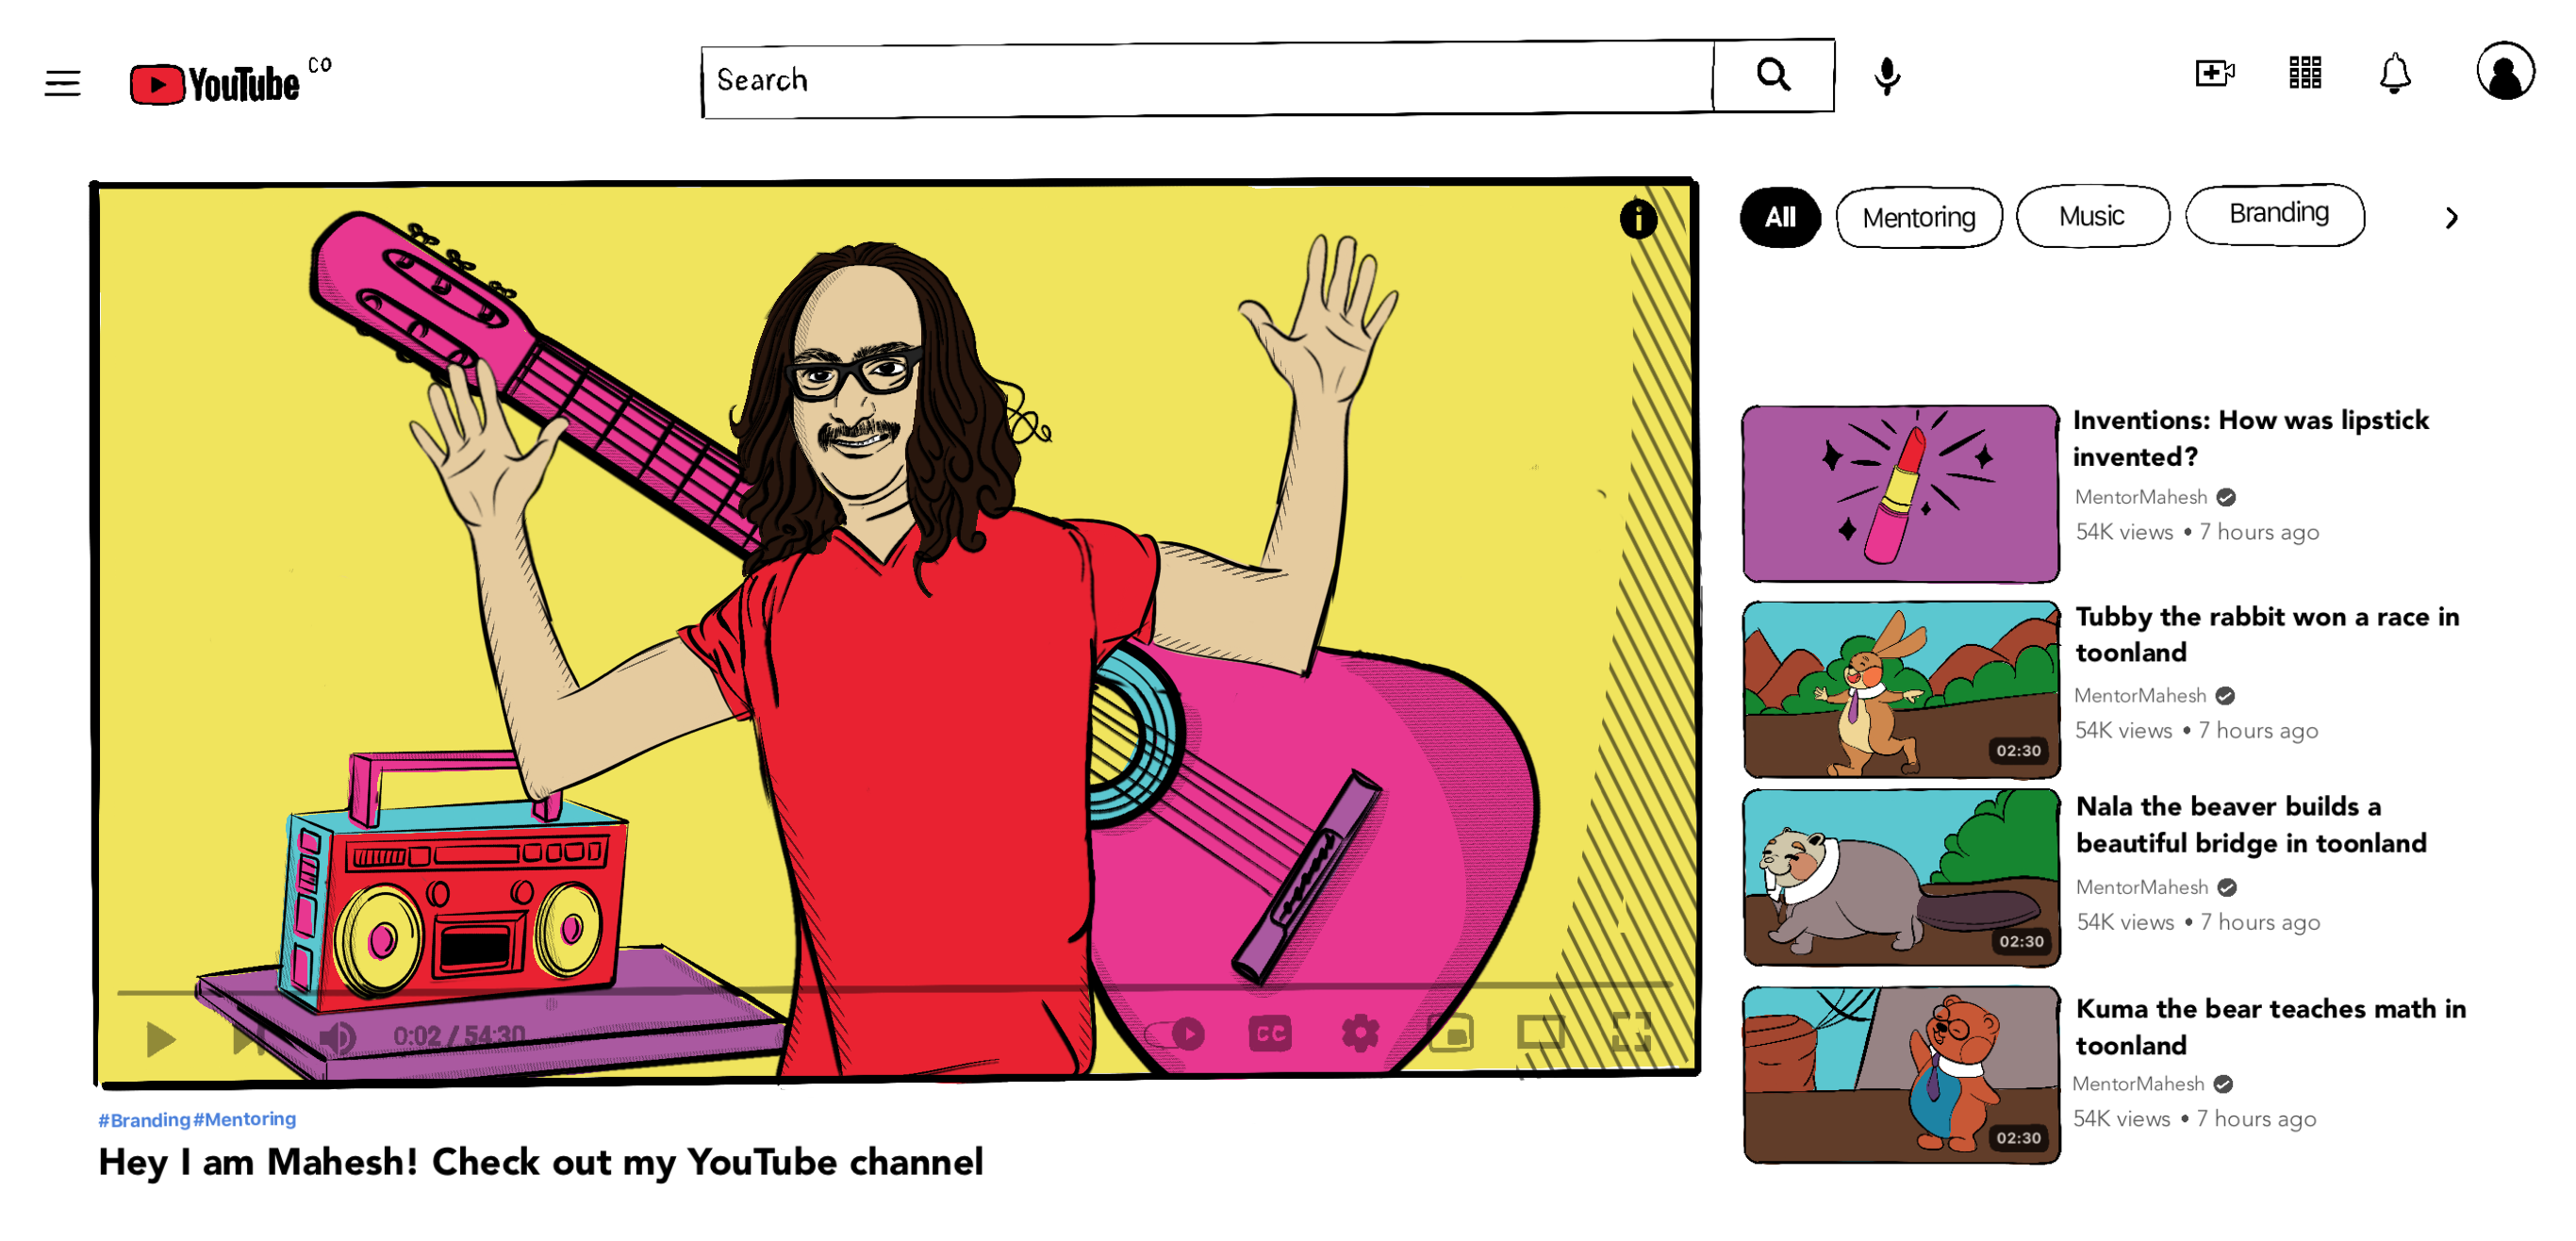 YouTube CO
Search
i
All
Mentoring
Music
Branding
Inventions: How was lipstick
invented?
MentorMahesh
54K views • 7 hours ago
Tubby the rabbit won a race in
toonland
MentorMahesh
54K views • 7 hours ago
02:30
Nala the beaver builds a
beautiful bridge in toonland
MentorMahesh
54K views • 7 hours ago
02:30
Kuma the bear teaches math in
toonland
MentorMahesh
54K views • 7 hours ago
02:30
0:02 / 54:30
CC
#Branding #Mentoring
Hey I am Mahesh! Check out my YouTube channel